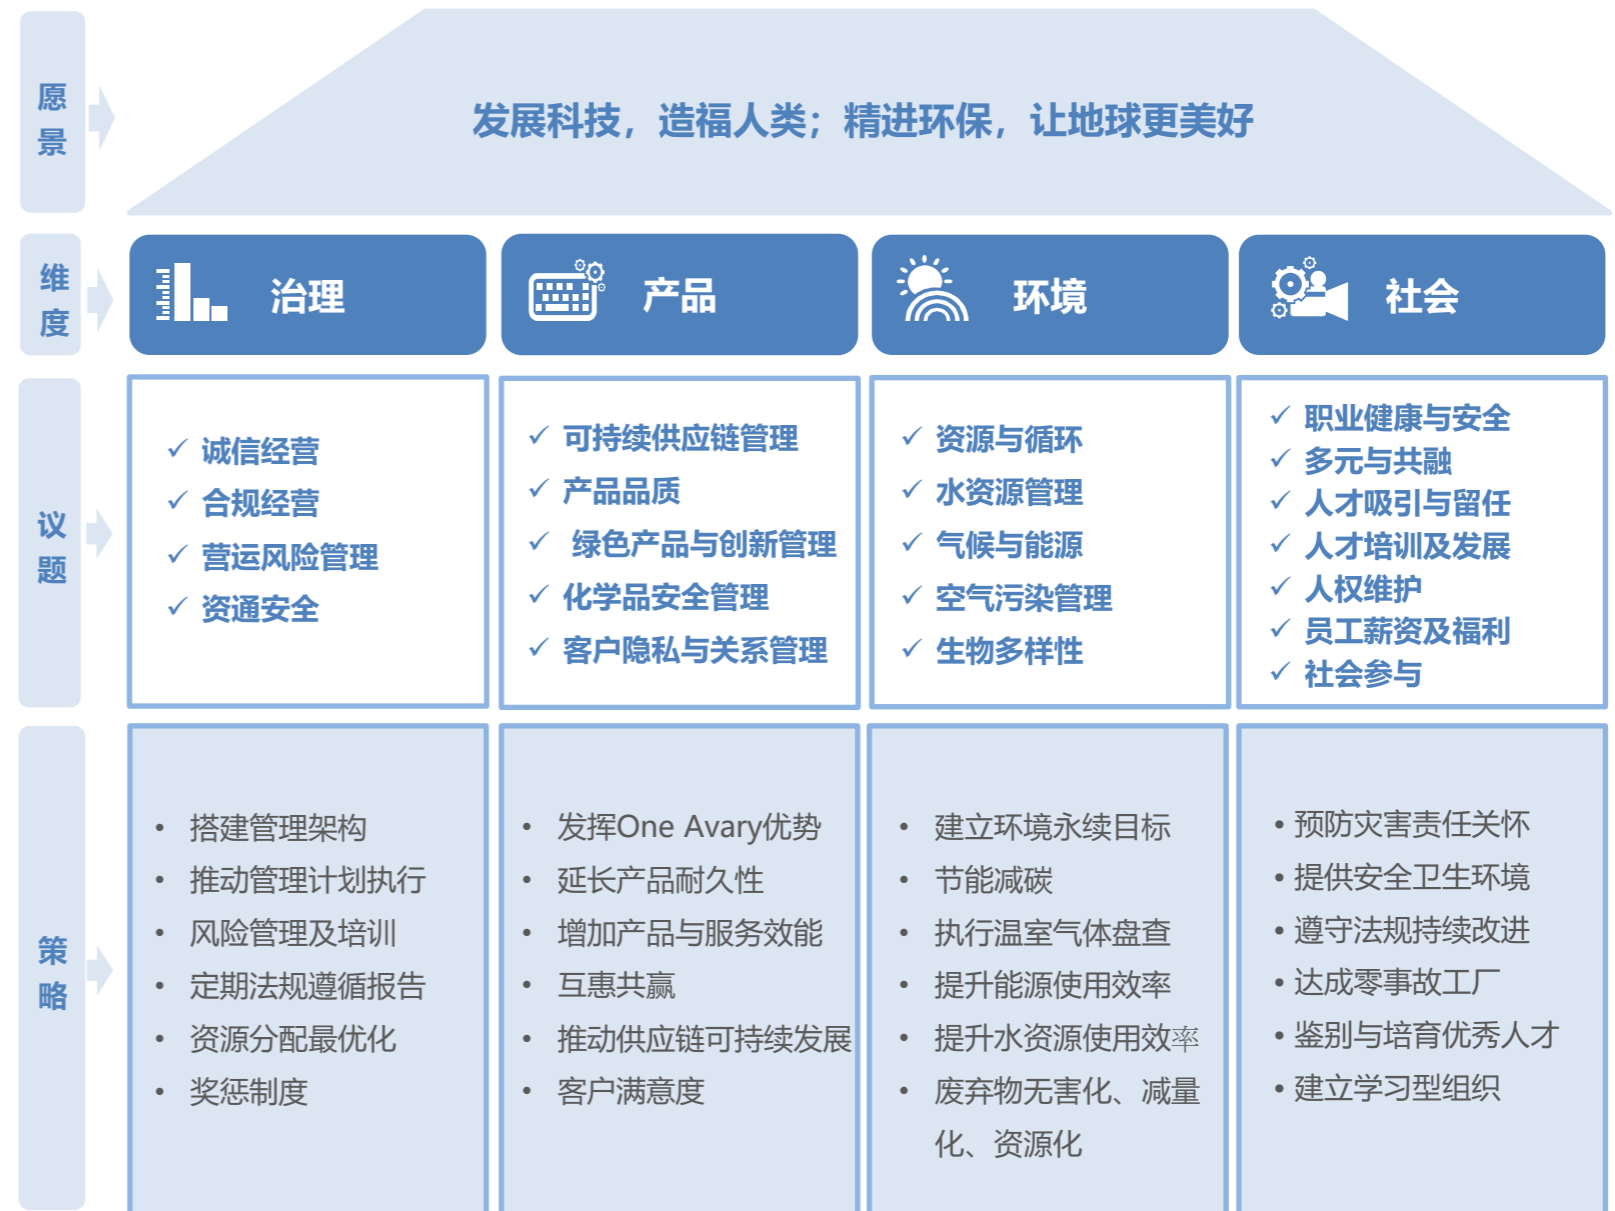 愿景
发展科技，造福人类；精进环保，让地球更美好
维度
治理
产品
环境
社会
议题
诚信经营
合规经营
营运风险管理
资通安全
可持续供应链管理
产品品质
绿色产品与创新管理
化学品安全管理
客户隐私与关系管理
资源与循环
水资源管理
气候与能源
空气污染管理
生物多样性
职业健康与安全
多元与共融
人才吸引与留任
人才培训及发展
人权维护
员工薪资及福利
社会参与
策略
搭建管理架构
推动管理计划执行
风险管理及培训
定期法规遵循报告
资源分配最优化
奖惩制度
发挥One Avary优势
延长产品耐久性
增加产品与服务效能
互惠共赢
推动供应链可持续发展
客户满意度
建立环境永续目标
节能减碳
执行温室气体盘查
提升能源使用效率
提升水资源使用效率
废弃物无害化、减量
化、资源化
预防灾害责任关怀
提供安全卫生环境
遵守法规持续改进
达成零事故工厂
鉴别与培育优秀人才
建立学习型组织